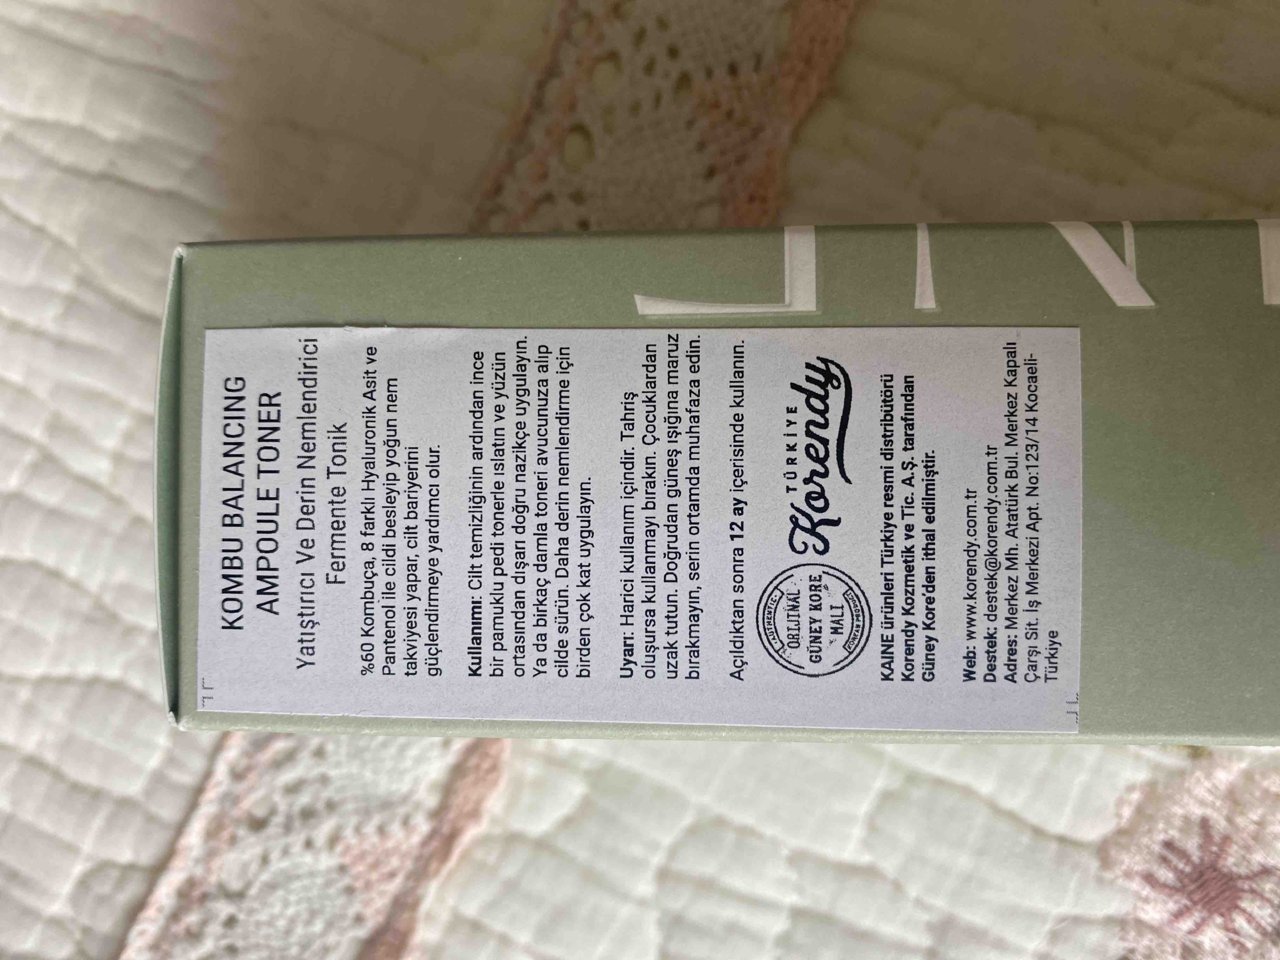 KOMBU BALANCING
AMPOULE TONER
Yatıştırıcı Ve Derin Nemlendirici
Fermente Tonik
%60 Kombuça, 8 farklı Hyaluronik Asit ve
Pantenol ile cildi besleyip yoğun nem
takviyesi yapar, cilt bariyerini
güçlendirmeye yardımcı olur.
Kullanımı: Cilt temizliğinin ardından ince
bir pamuklu pedi tonerle ıslatın ve yüzün
ortasından dışarı doğru nazikçe uygulayın.
Ya da birkaç damla toneri avucunuza alıp
cilde sürün. Daha derin nemlendirme için
birden çok kat uygulayın.
Uyarı: Harici kullanım içindir. Tahriş
oluşursa kullanmayı bırakın. Çocuklardan
uzak tutun. Doğrudan güneş ışığına maruz
bırakmayın, serin ortamda muhafaza edin.
Açıldıktan sonra 12 ay içerisinde kullanın.
AUTHENTIC
ORİJİNAL
GÜNEY KORE
MALI
TÜRKİYE
Korendy
KAINE ürünleri Türkiye resmi distribütörü
Korendy Kozmetik ve Tic. A.Ş. tarafından
Güney Kore'den ithal edilmiştir.
Web: www.korendy.com.tr
Destek: destek@korendy.com.tr
Adres: Merkez Mh. Atatürk Bul. Merkez Kapalı
Çarşı Sit. İş Merkezi Apt. No:123/14 Kocaeli-
Türkiye